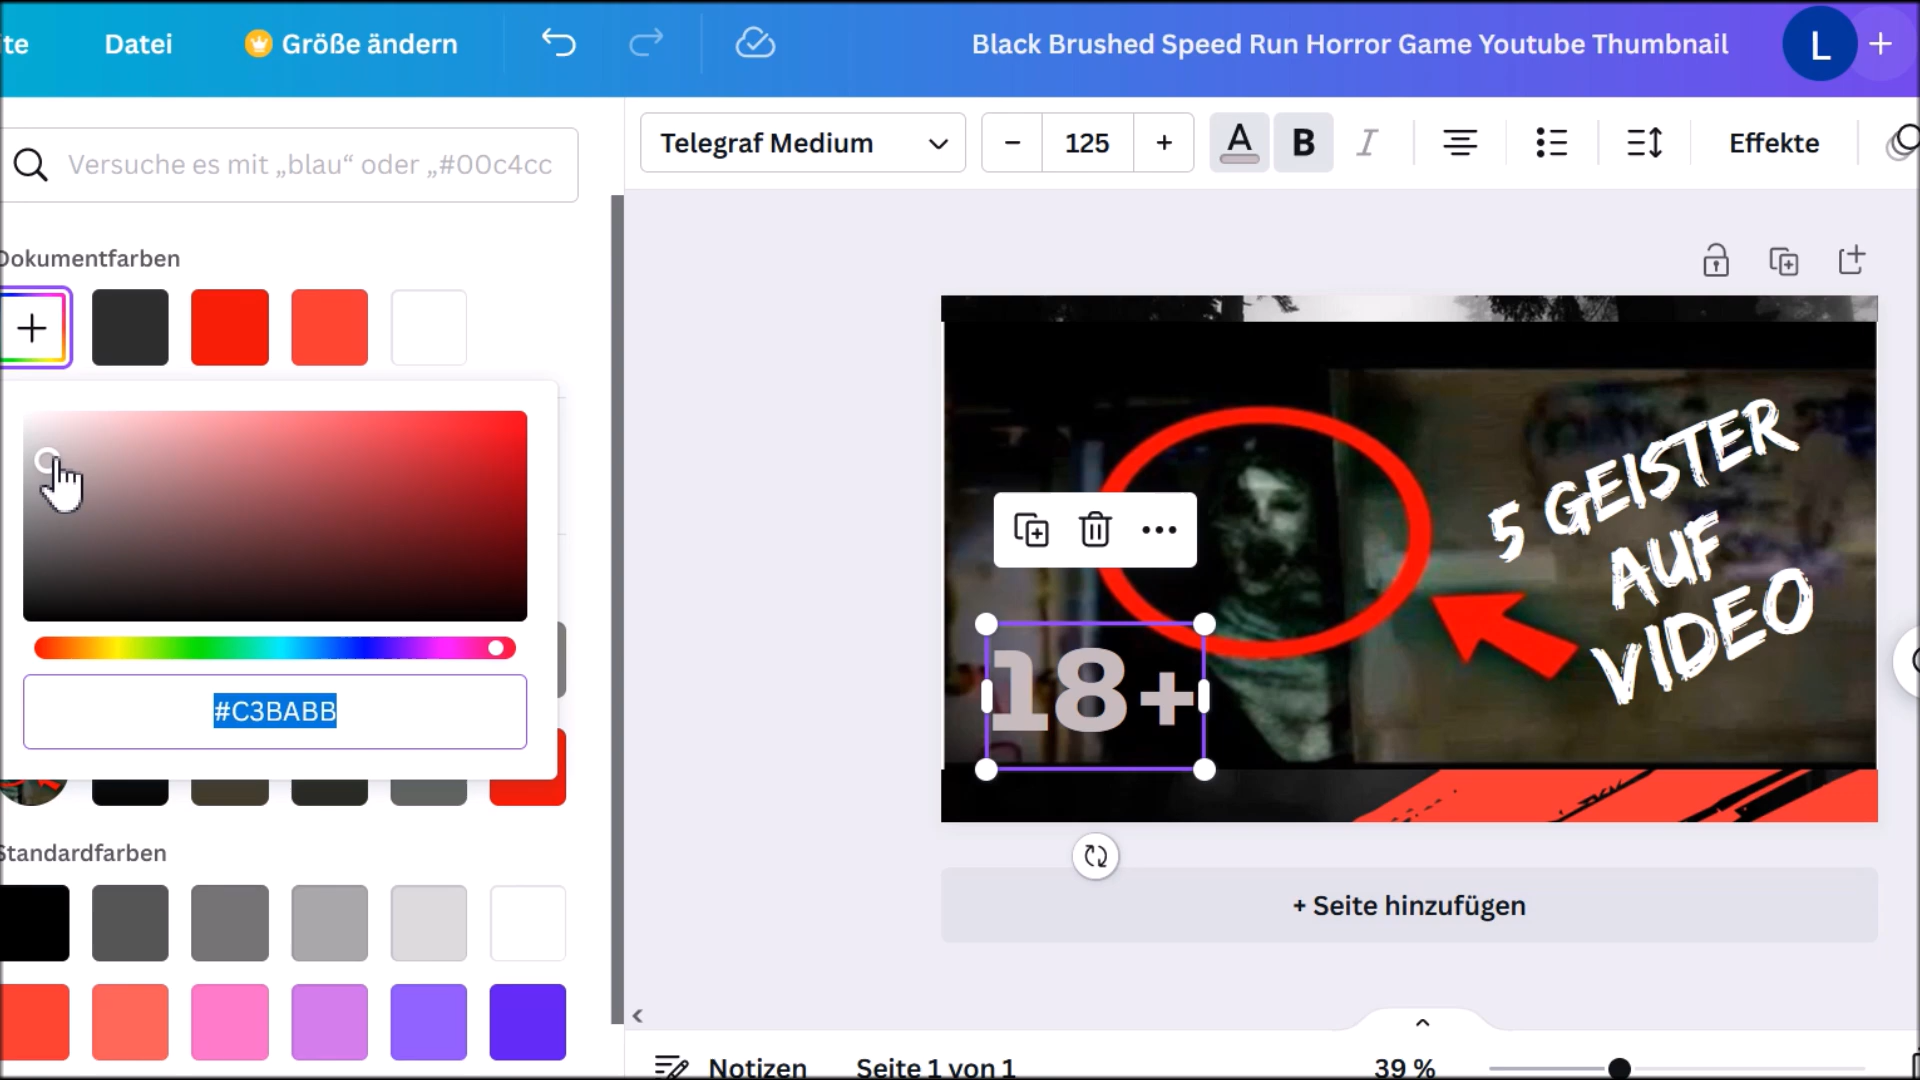 te Datei Größe ändern Black Brushed Speed Run Horror Game Youtube Thumbnail L
Versuche es mit „blau“ oder „#00c4cc
Telegraf Medium 125 A B I Effekte
Dokumentfarben
#C3BABB
5 GEISTER
AUF
VIDEO
18+
Standardfarben
+ Seite hinzufügen
Notizen Seite 1 von 1 39 %